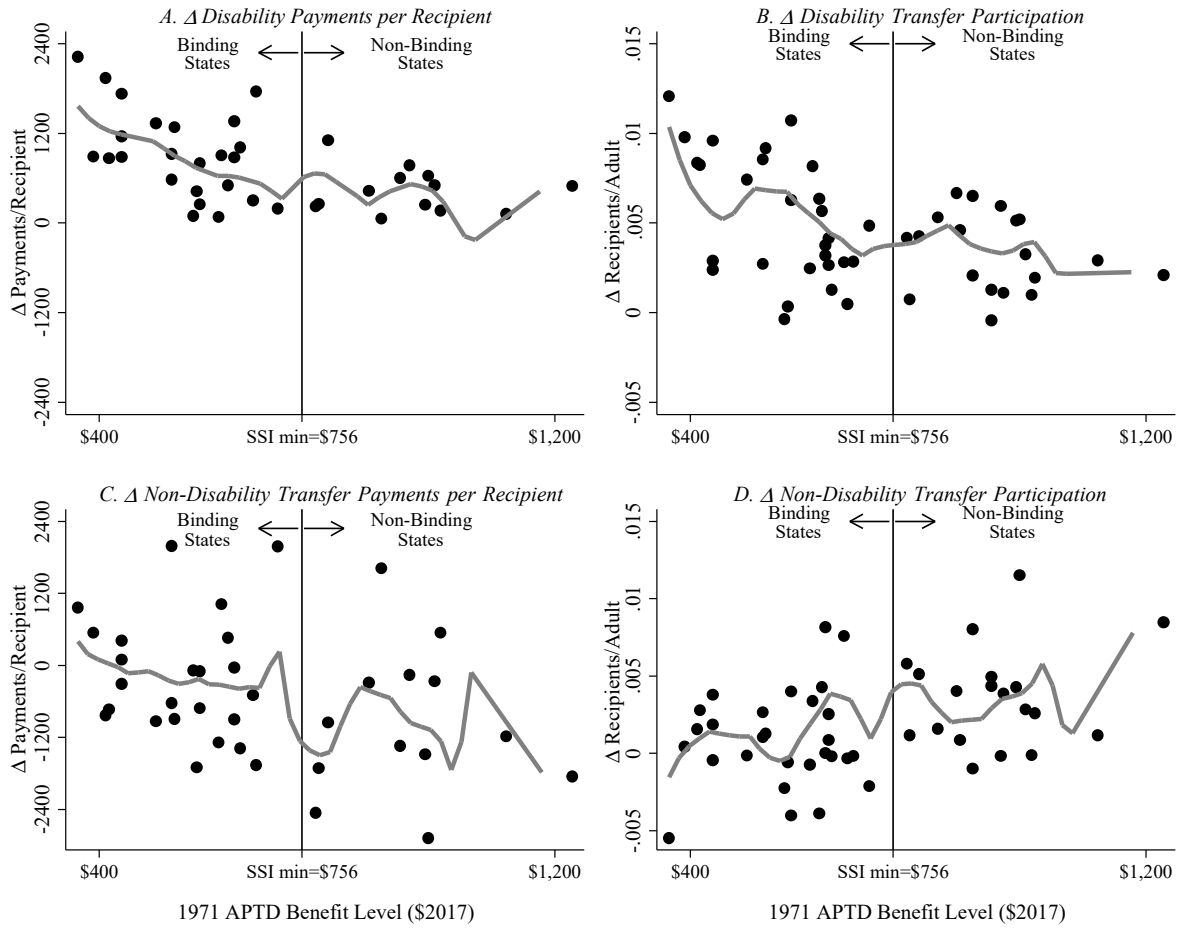 A. Δ Disability Payments per Recipient
Binding
States
Non-Binding
States
Δ Payments/Recipient
2400
1200
0
-1200
-2400
$400
SSI min=$756
$1,200
B. Δ Disability Transfer Participation
Binding
States
Non-Binding
States
Δ Recipients/Adult
.015
.01
.005
0
-.005
$400
SSI min=$756
$1,200
C. Δ Non-Disability Transfer Payments per Recipient
Binding
States
Non-Binding
States
Δ Payments/Recipient
2400
1200
0
-1200
-2400
$400
SSI min=$756
$1,200
1971 APTD Benefit Level ($2017)
D. Δ Non-Disability Transfer Participation
Binding
States
Non-Binding
States
Δ Recipients/Adult
.015
.01
.005
0
-.005
$400
SSI min=$756
$1,200
1971 APTD Benefit Level ($2017)